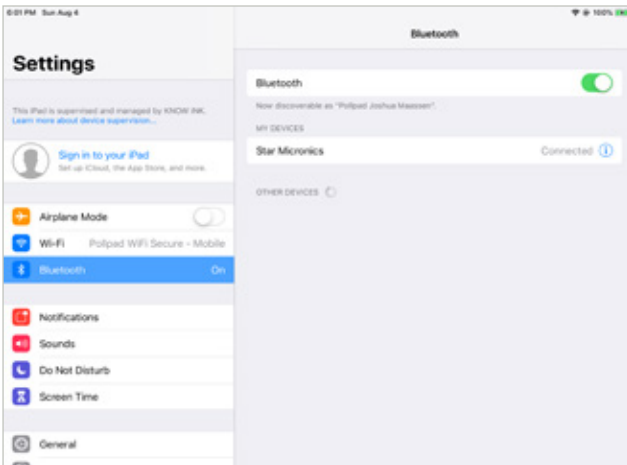 6:01 PM Sun Aug 4
100%
Settings
This iPad is supervised and managed by KNOW INK.
Learn more about device supervision...
Sign in to your iPad
Set up iCloud, the App Store, and more.
Airplane Mode
Wi-Fi Pollpad WiFi Secure - Mobile
Bluetooth On
Notifications
Sounds
Do Not Disturb
Screen Time
General
Bluetooth
Bluetooth
Now discoverable as "Pollpad Joshua Maassen".
MY DEVICES
Star Micronics Connected
OTHER DEVICES